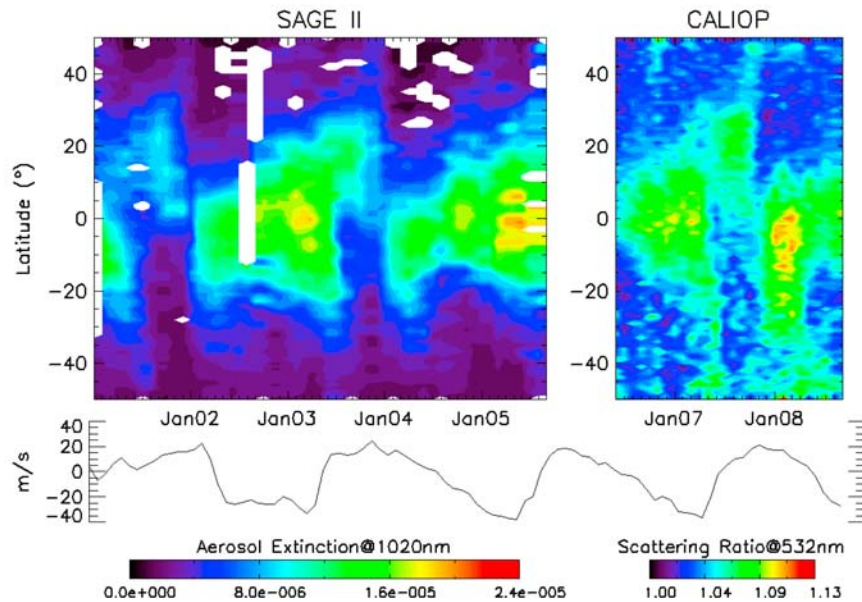 SAGE II
CALIOP
Latitude (°)
40
20
0
-20
-40
40
20
0
-20
-40
Jan02 Jan03 Jan04 Jan05
Jan07 Jan08
m/s
40
20
0
-20
-40
Aerosol Extinction@1020nm
0.0e+000 8.0e-006 1.6e-005 2.4e-005
Scattering Ratio@532nm
1.00 1.04 1.09 1.13